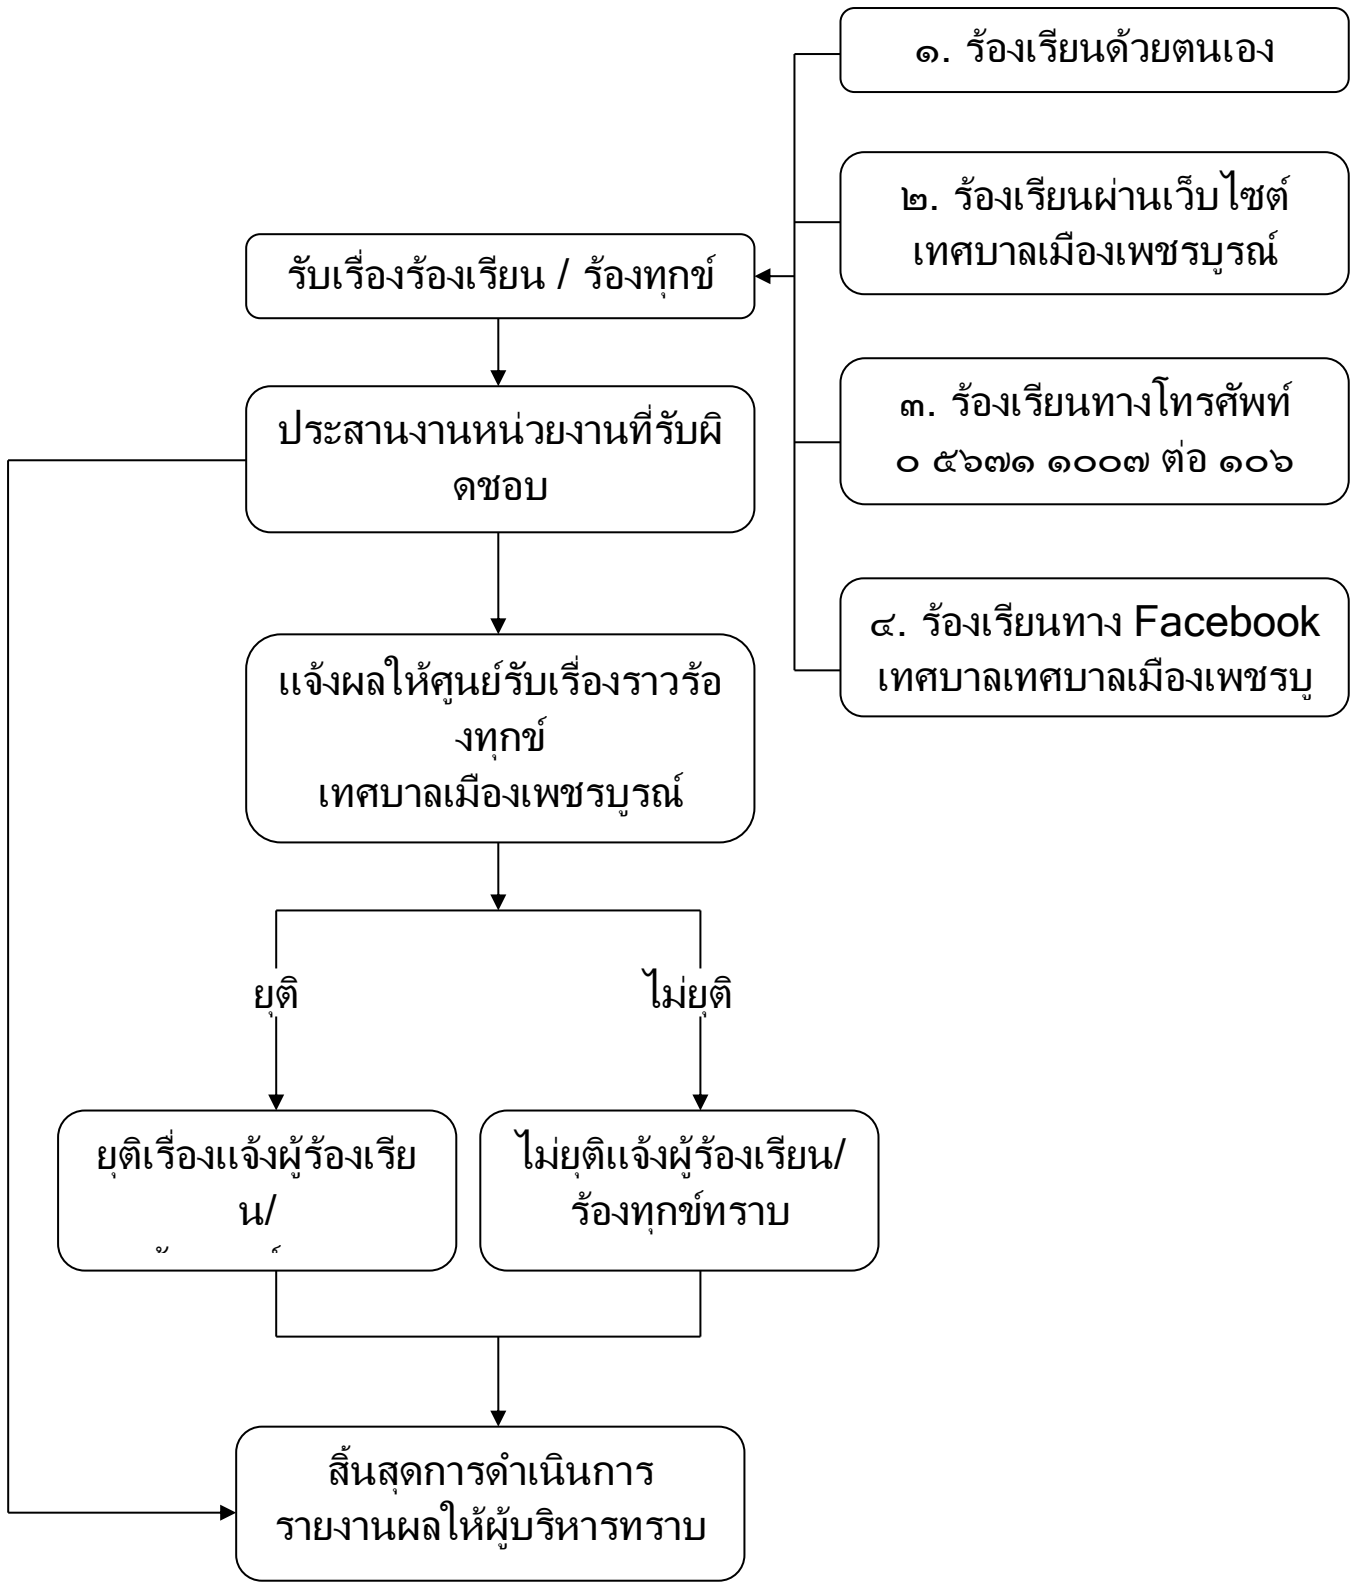 ๑. ร้องเรียนด้วยตนเอง
๒. ร้องเรียนผ่านเว็บไซต์
เทศบาลเมืองเพชรบูรณ์
รับเรื่องร้องเรียน / ร้องทุกข์
๓. ร้องเรียนทางโทรศัพท์
๐ ๕๖๗๑ ๑๐๐๗ ต่อ ๑๐๖
ประสานงานหน่วยงานที่รับผิ
ดชอบ
๔. ร้องเรียนทาง Facebook
เทศบาลเทศบาลเมืองเพชรบู
แจ้งผลให้ศูนย์รับเรื่องราวร้อ
งทุกข์
เทศบาลเมืองเพชรบูรณ์
ยุติ
ไม่ยุติ
ยุติเรื่องแจ้งผู้ร้องเรีย
น/
ไม่ยุติแจ้งผู้ร้องเรียน/
ร้องทุกข์ทราบ
สิ้นสุดการดำเนินการ
รายงานผลให้ผู้บริหารทราบ